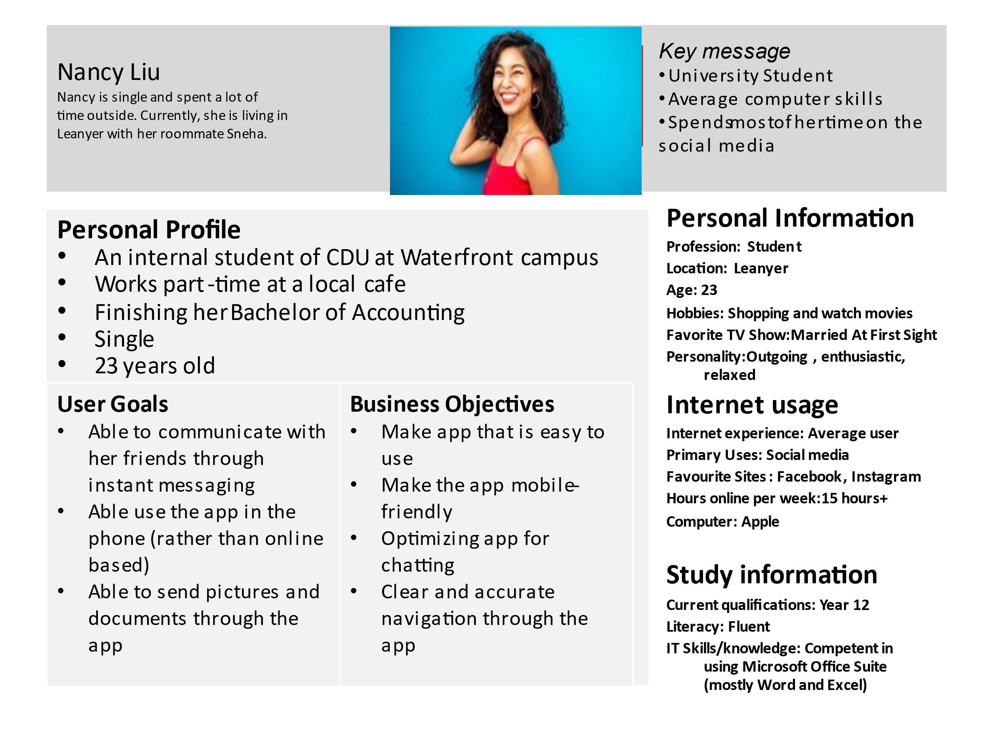 Nancy Liu
Nancy is single and spent a lot of
time outside. Currently, she is living in
Leanyer with her roommate Sneha.
Key message
•University Student
•Average computer skills
•Spendsmostofhertimeon the
social media
Personal Profile
• An internal student of CDU at Waterfront campus
• Works part-time at a local cafe
• Finishing her Bachelor of Accounting
• Single
• 23 years old
User Goals
• Able to communicate with
her friends through
instant messaging
• Able use the app in the
phone (rather than online
based)
• Able to send pictures and
documents through the
app
Business Objectives
• Make app that is easy to
use
• Make the app mobile-
friendly
• Optimizing app for
chatting
• Clear and accurate
navigation through the
app
Personal Information
Profession: Student
Location: Leanyer
Age: 23
Hobbies: Shopping and watch movies
Favorite TV Show:Married At First Sight
Personality:Outgoing , enthusiastic,
relaxed
Internet usage
Internet experience: Average user
Primary Uses: Social media
Favourite Sites : Facebook, Instagram
Hours online per week:15 hours+
Computer: Apple
Study information
Current qualifications: Year 12
Literacy: Fluent
IT Skills/knowledge: Competent in
using Microsoft Office Suite
(mostly Word and Excel)